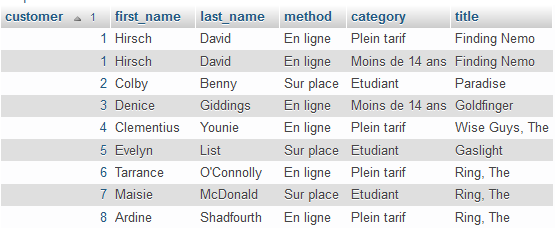 customer 1 first_name last_name method category title
1 Hirsch David En ligne Plein tarif Finding Nemo
1 Hirsch David En ligne Moins de 14 ans Finding Nemo
2 Colby Benny Sur place Etudiant Paradise
3 Denice Giddings En ligne Moins de 14 ans Goldfinger
4 Clementius Younie En ligne Plein tarif Wise Guys, The
5 Evelyn List Sur place Etudiant Gaslight
6 Tarrance O'Connolly En ligne Plein tarif Ring, The
7 Maisie McDonald Sur place Etudiant Ring, The
8 Ardine Shadfourth En ligne Plein tarif Ring, The